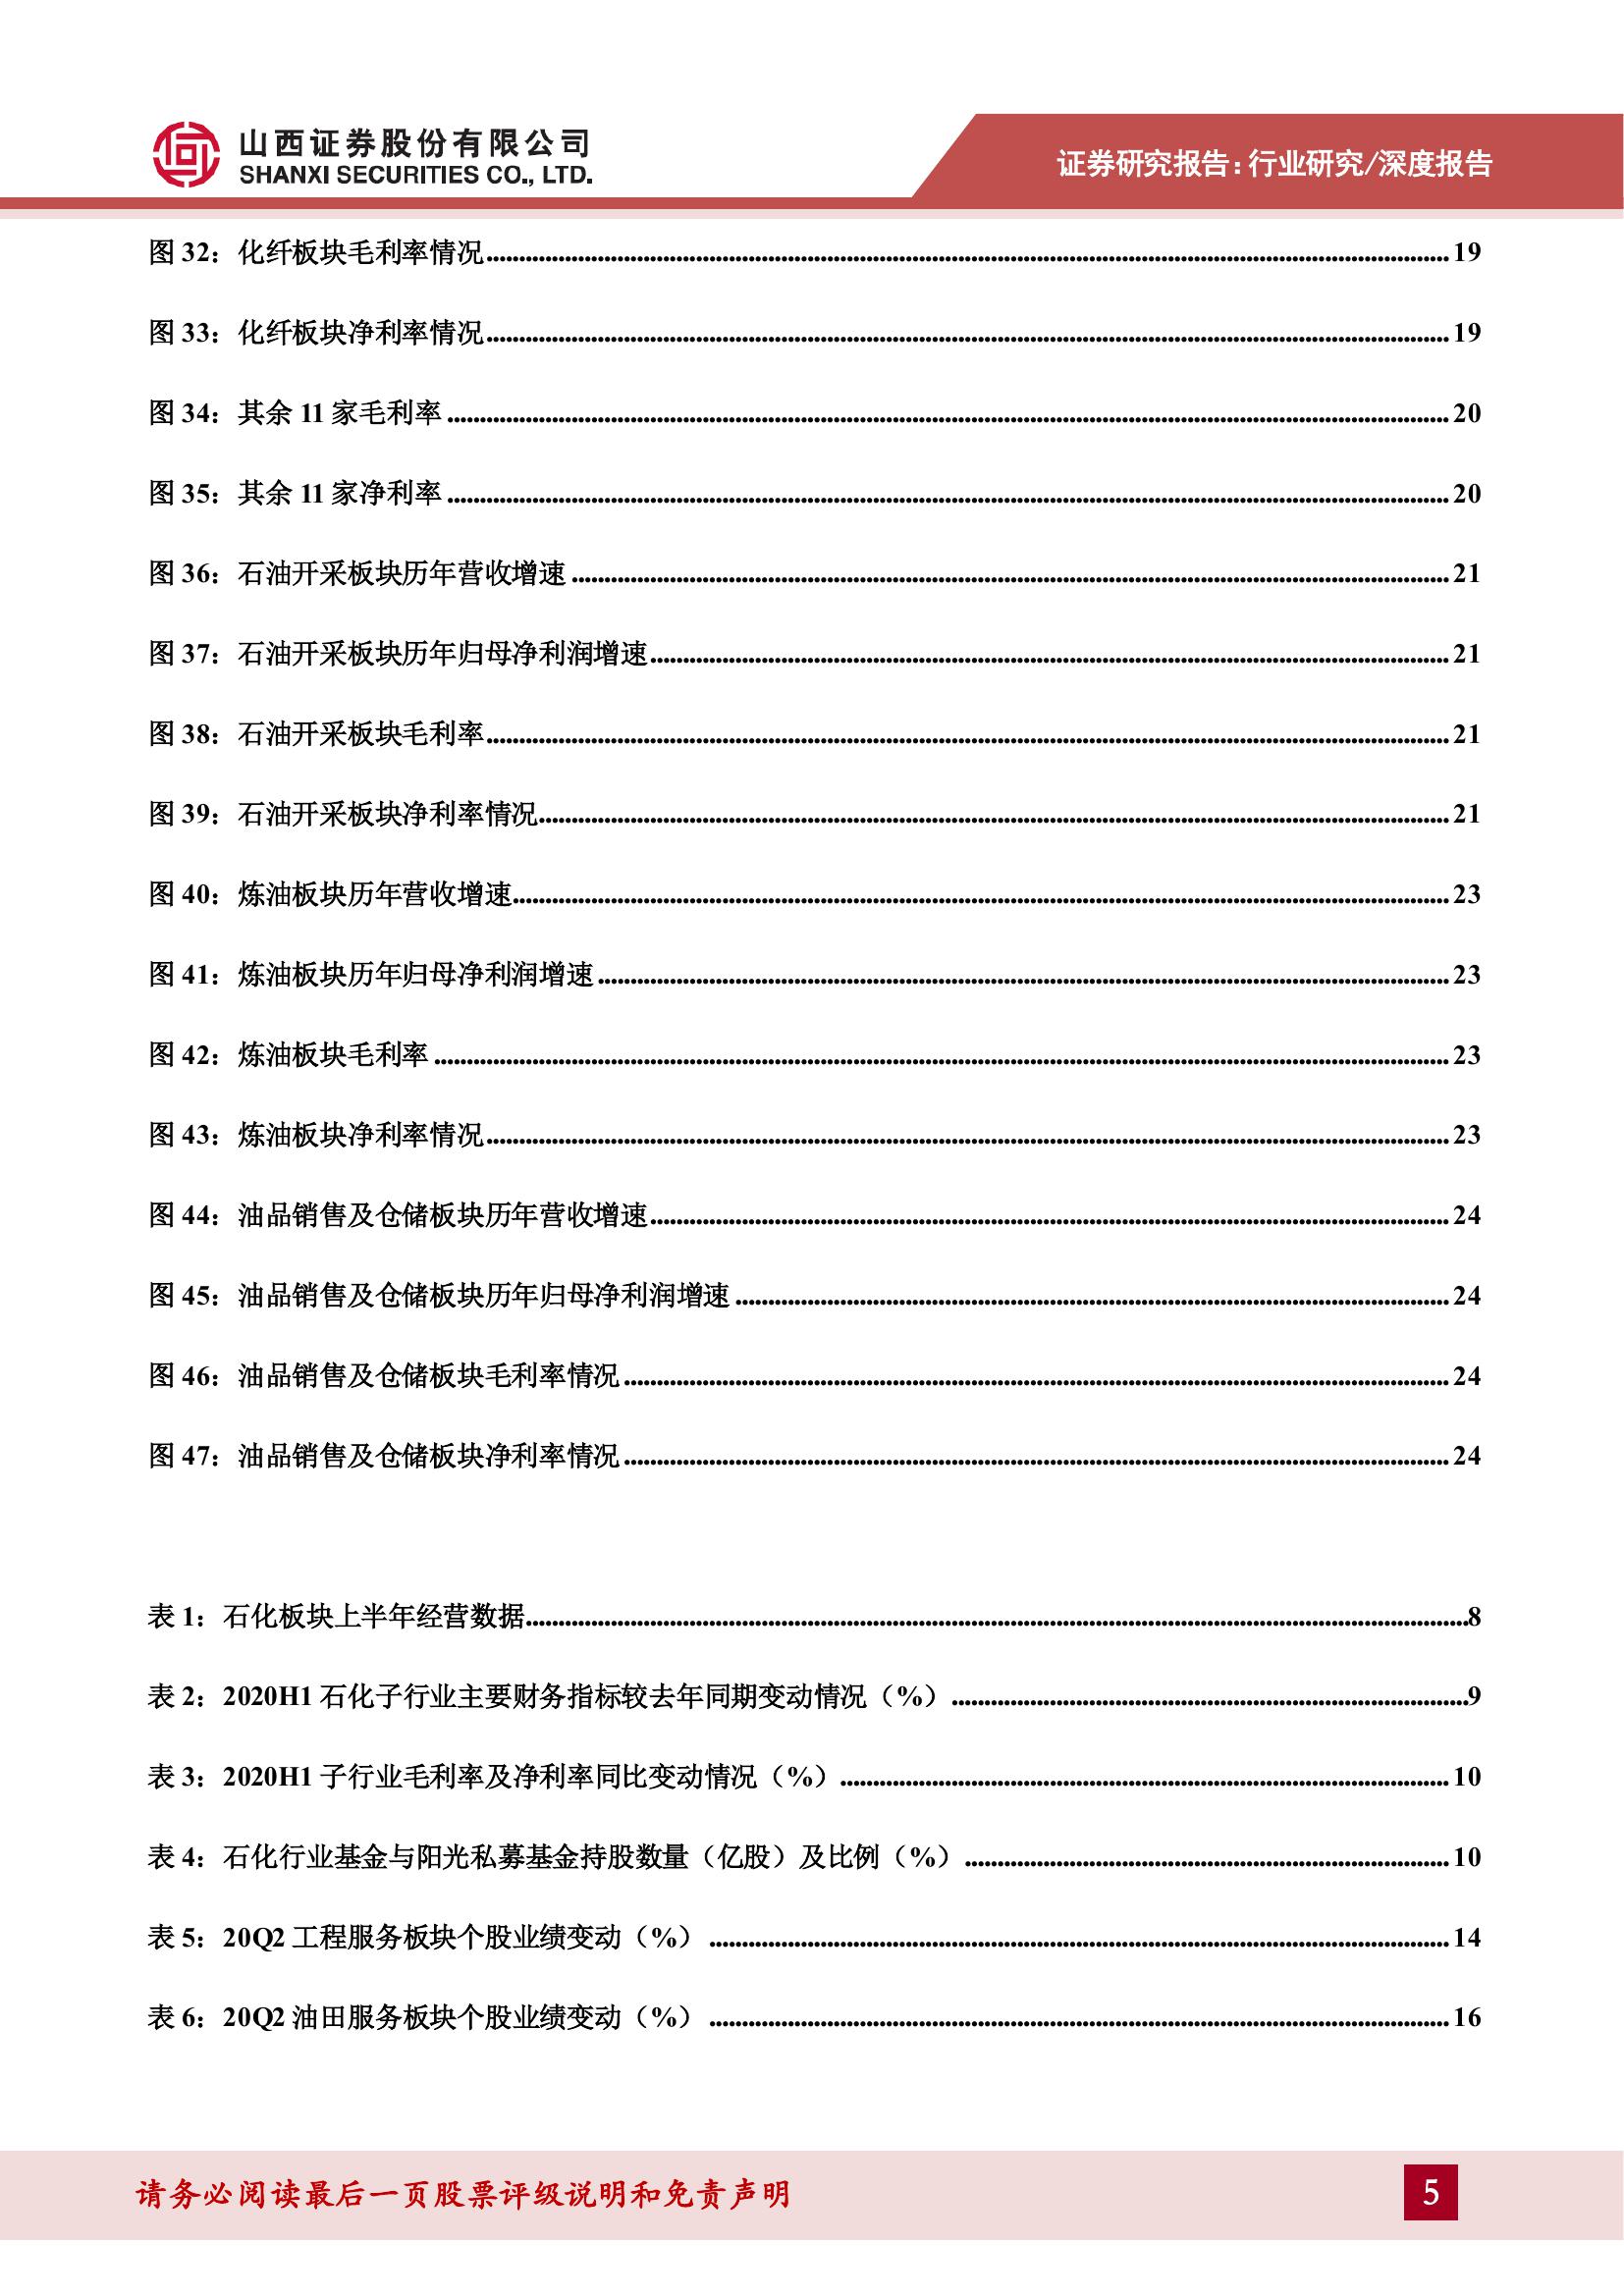 山西证券股份有限公司
SHANXI SECURITIES CO., LTD.
证券研究报告：行业研究/深度报告
图 32：化纤板块毛利率情况 19
图 33：化纤板块净利率情况 19
图 34：其余 11 家毛利率 20
图 35：其余 11 家净利率 20
图 36：石油开采板块历年营收增速 21
图 37：石油开采板块历年归母净利润增速 21
图 38：石油开采板块毛利率 21
图 39：石油开采板块净利率情况 21
图 40：炼油板块历年营收增速 23
图 41：炼油板块历年归母净利润增速 23
图 42：炼油板块毛利率 23
图 43：炼油板块净利率情况 23
图 44：油品销售及仓储板块历年营收增速 24
图 45：油品销售及仓储板块历年归母净利润增速 24
图 46：油品销售及仓储板块毛利率情况 24
图 47：油品销售及仓储板块净利率情况 24
表 1：石化板块上半年经营数据 8
表 2：2020H1 石化子行业主要财务指标较去年同期变动情况（%） 9
表 3：2020H1 子行业毛利率及净利率同比变动情况（%） 10
表 4：石化行业基金与阳光私募基金持股数量（亿股）及比例（%） 10
表 5：20Q2 工程服务板块个股业绩变动（%） 14
表 6：20Q2 油田服务板块个股业绩变动（%） 16
请务必阅读最后一页股票评级说明和免责声明
5